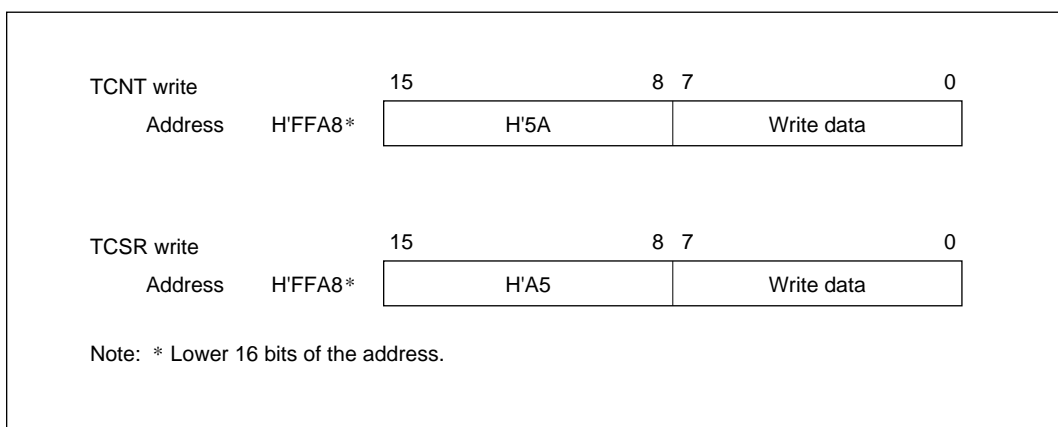 TCNT write 15 8 7 0
Address H'FFA8* H'5A Write data
TCSR write 15 8 7 0
Address H'FFA8* H'A5 Write data
Note: * Lower 16 bits of the address.